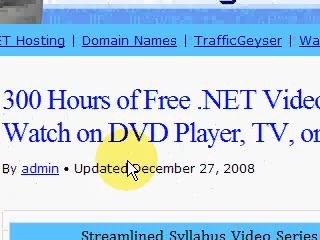 ET Hosting | Domain Names | TrafficGeyser | Wa
300 Hours of Free .NET Video
Watch on DVD Player, TV, or
By admin • Updated December 27, 2008
Streamlined Syllabus Video Series